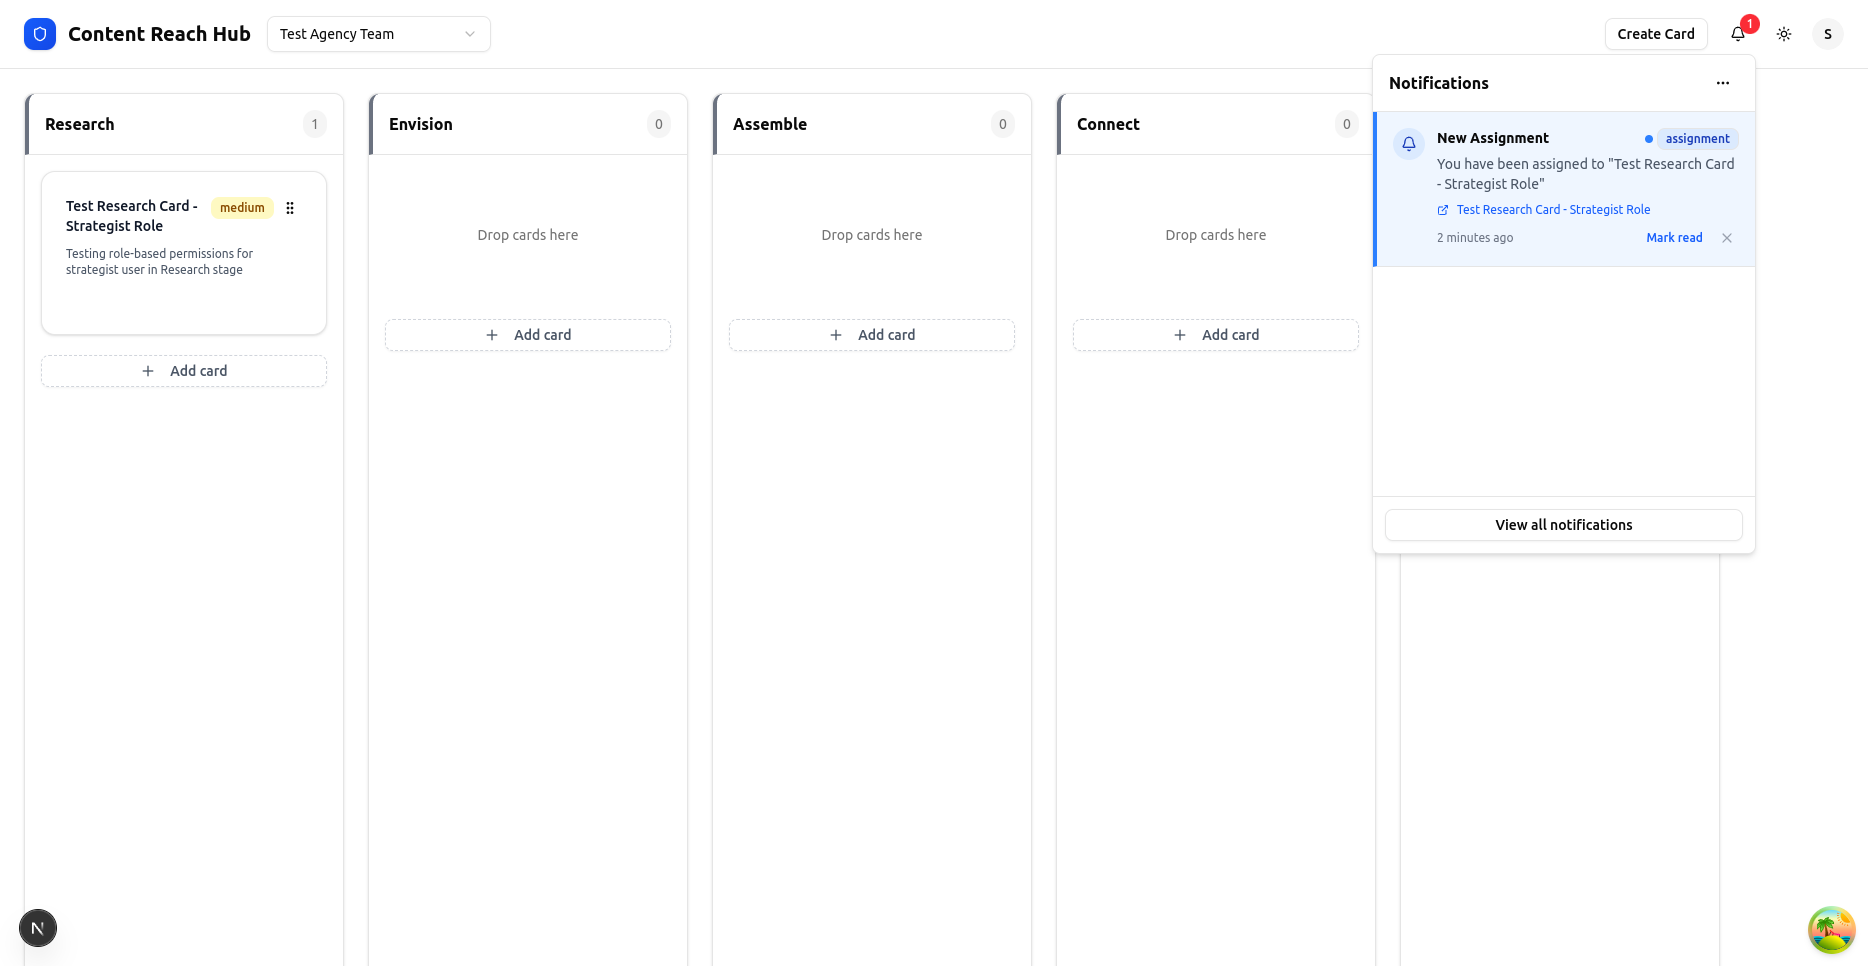 Content Reach Hub
Test Agency Team
Create Card
1
S
Research
1
Test Research Card -
Strategist Role
medium
Testing role-based permissions for
strategist user in Research stage
Add card
Envision
0
Drop cards here
Add card
Assemble
0
Drop cards here
Add card
Connect
0
Drop cards here
Add card
Notifications
New Assignment
assignment
You have been assigned to "Test Research Card
- Strategist Role"
Test Research Card - Strategist Role
2 minutes ago
Mark read
View all notifications
N